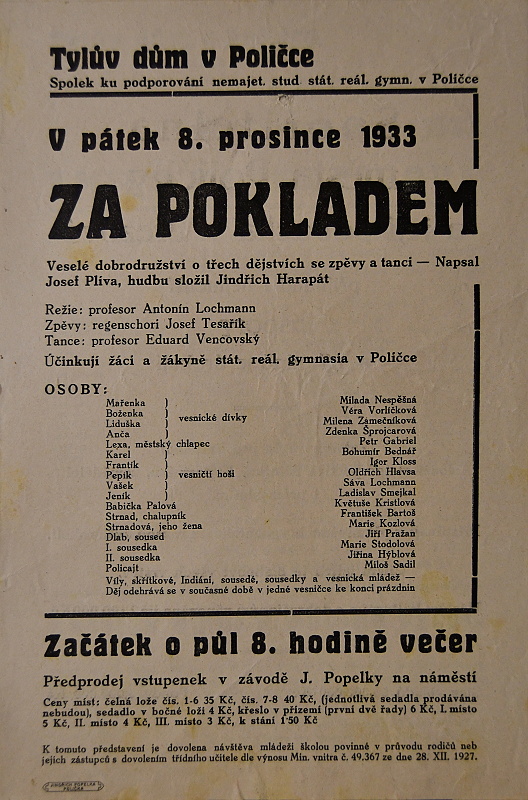 Tylův dům v Poličce
Spolek ku podporování nemajet. stud. stát. reál. gymn. v Poličce
V pátek 8. prosince 1933
ZA POKLADEM
Veselé dobrodružství o třech dějstvích se zpěvy a tanci — Napsal
Josef Plíva, hudbu složil Jindřich Harapát
Režie: profesor Antonín Lochmann
Zpěvy: regenschori Josef Tesařík
Tance: profesor Eduard Vencovský
Účinkují žáci a žákyně stát. reál. gymnasia v Poličce
OSOBY:
Mařenka ) Milada Nespěšná
Boženka ) Věra Vorlíčková
Liduška ) vesnické dívky Milena Zámečníková
Anča ) Zdenka Šprojcarová
Lexa, městský chlapec Petr Gabriel
Karel ) Bohumír Bednář
Frantík ) Igor Kloss
Pepík ) vesničtí hoši Oldřich Hlavsa
Vašek ) Sáva Lochmann
Jeník ) Ladislav Smejkal
Babička Palová Květuše Kristlová
Strnad, chalupník František Bartoš
Strnadová, jeho žena Marie Kozlová
Dlab, soused Jiří Pražan
I. sousedka Marie Stodolová
II. sousedka Jiřina Hýblová
Policajt Miloš Sadil
Víly, skřítkové, Indiáni, sousedé, sousedky a vesnická mládež —
Děj odehrává se v současné době v jedné vesničce ke konci prázdnin
Začátek o půl 8. hodině večer
Předprodej vstupenek v závodě J. Popelky na náměstí
Ceny míst: čelná lože čís. 1-6 35 Kč, čís. 7-8 40 Kč, (jednotlivá sedadla prodávána
nebudou), sedadlo v bočné loži 4 Kč, křeslo v přízemí (první dvě řady) 6 Kč, I. místo
5 Kč, II. místo 4 Kč, III. místo 3 Kč, k stání 1·50 Kč
K tomuto představení je dovolena návštěva mládeži školou povinné v průvodu rodičů neb
jejích zástupců s dovolením třídního učitele dle výnosu Min. vnitra č. 49.367 ze dne 28. XII. 1927.
JINDŘICH POPELKA
POLIČKA